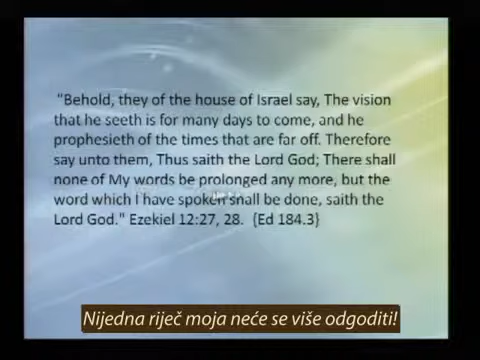 "Behold, they of the house of Israel say, The vision
that he seeth is for many days to come, and he
prophesieth of the times that are far off. Therefore
say unto them, Thus saith the Lord God; There shall
none of My words be prolonged any more, but the
word which I have spoken shall be done, saith the
Lord God." Ezekiel 12:27, 28. {Ed 184.3}
Nijedna riječ moja neće se više odgoditi!